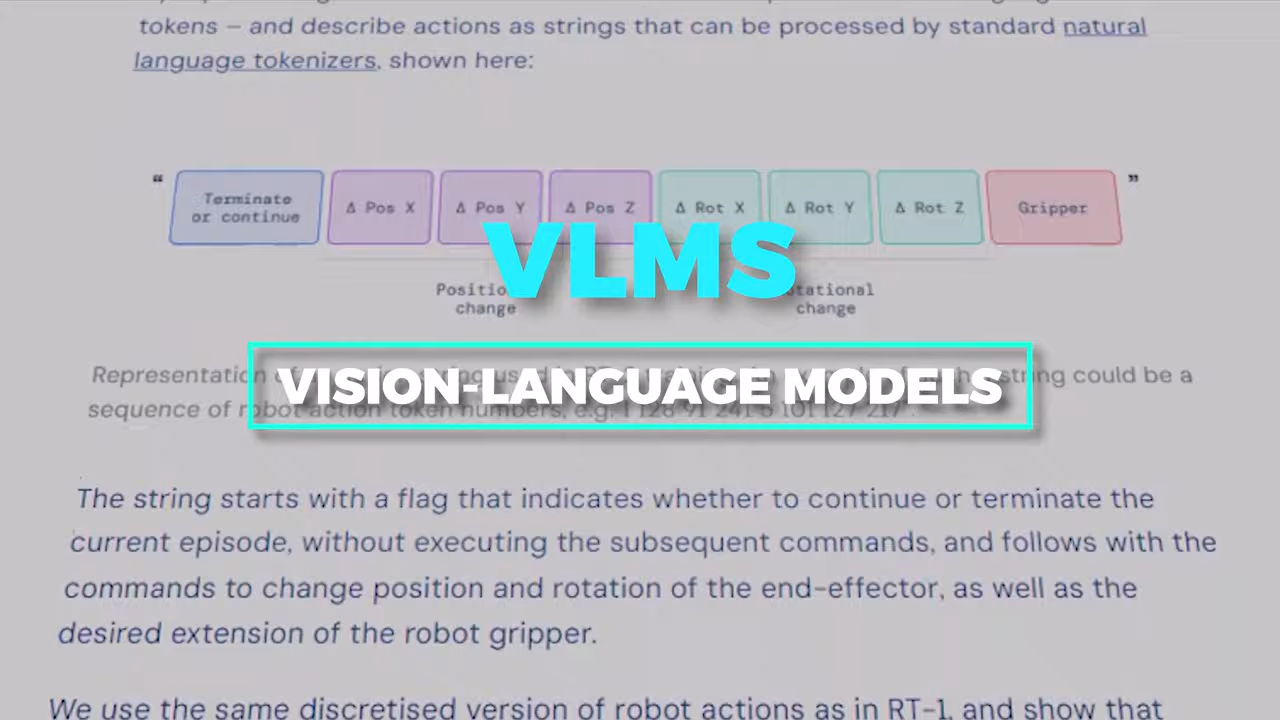 tokens – and describe actions as strings that can be processed by standard natural
language tokenizers, shown here:
“ Terminate
or continue
Δ Pos X
Δ Pos Y
Δ Pos Z
Δ Rot X
Δ Rot Y
Δ Rot Z
Gripper ”
VLMS
change
change
Representation string could be a
VISION-LANGUAGE MODELS
sequence of robot action token numbers, e.g.
The string starts with a flag that indicates whether to continue or terminate the
current episode, without executing the subsequent commands, and follows with the
commands to change position and rotation of the end-effector, as well as the
desired extension of the robot gripper.
We use the same discretised version of robot actions as in RT-1, and show that